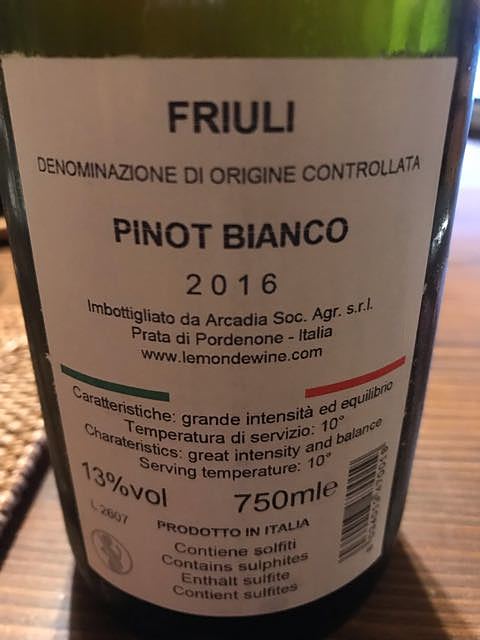 FRIULI
DENOMINAZIONE DI ORIGINE CONTROLLATA
PINOT BIANCO
2016
Imbottigliato da Arcadia Soc. Agr. s.r.l.
Prata di Pordenone - Italia
www.lemondewine.com
Caratteristiche: grande intensità ed equilibrio
Temperatura di servizio: 10°
Charateristics: great intensity and balance
Serving temperature: 10°
13%vol
750mle
L-2607
PRODOTTO IN ITALIA
Contiene solfiti
Contains sulphites
Enthält sulfite
Contient sulfites